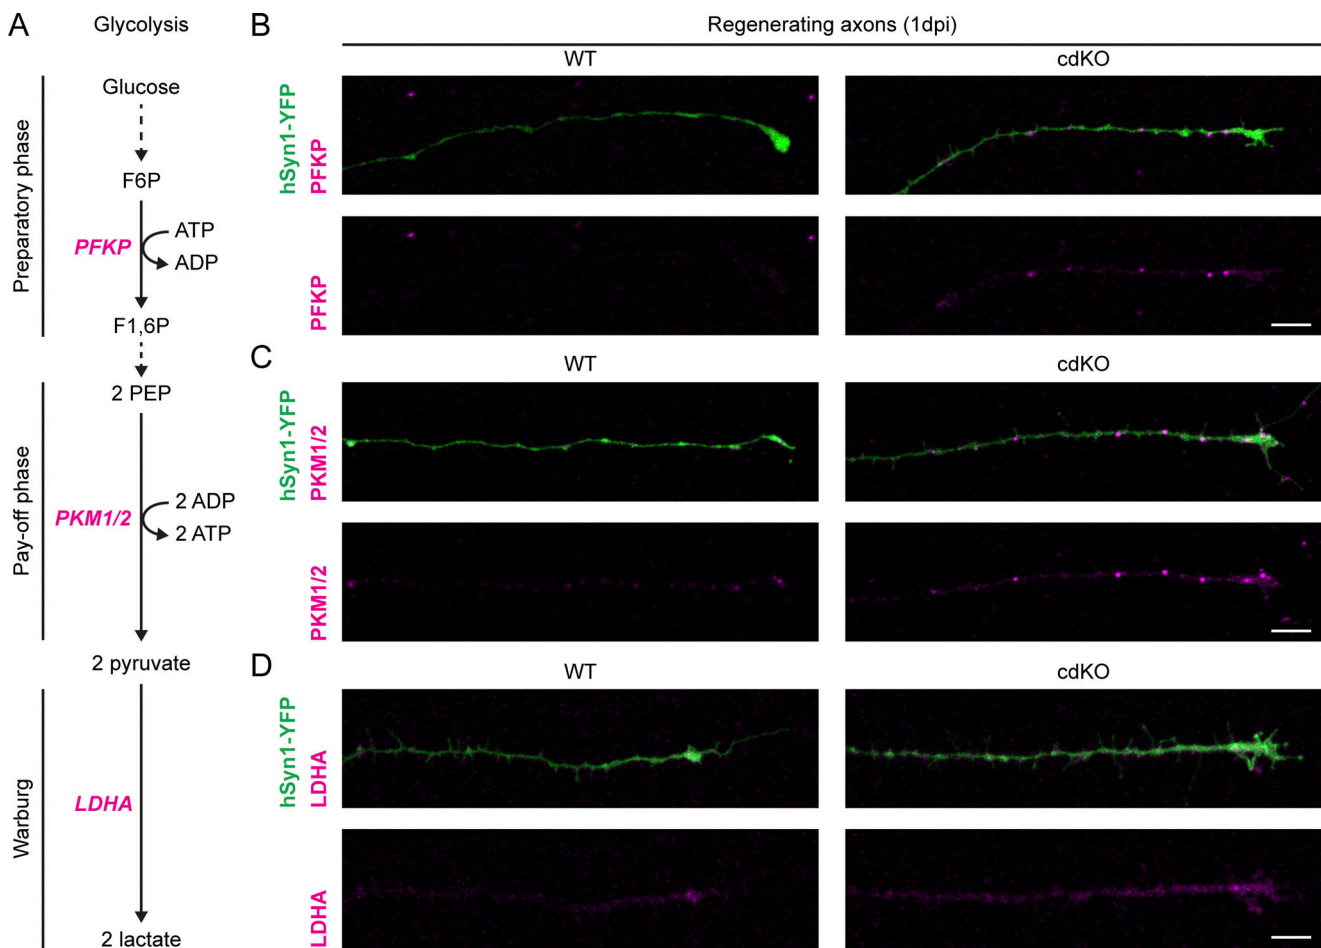 A
Glycolysis
Preparatory phase
Glucose
F6P
PFKP
ATP
ADP
F1,6P
Pay-off phase
2 PEP
PKM1/2
2 ADP
2 ATP
2 pyruvate
Warburg
LDHA
2 lactate
B
Regenerating axons (1dpi)
WT
cdKO
hSyn1-YFP
PFKP
PFKP
C
WT
cdKO
hSyn1-YFP
PKM1/2
PKM1/2
D
WT
cdKO
hSyn1-YFP
LDHA
LDHA